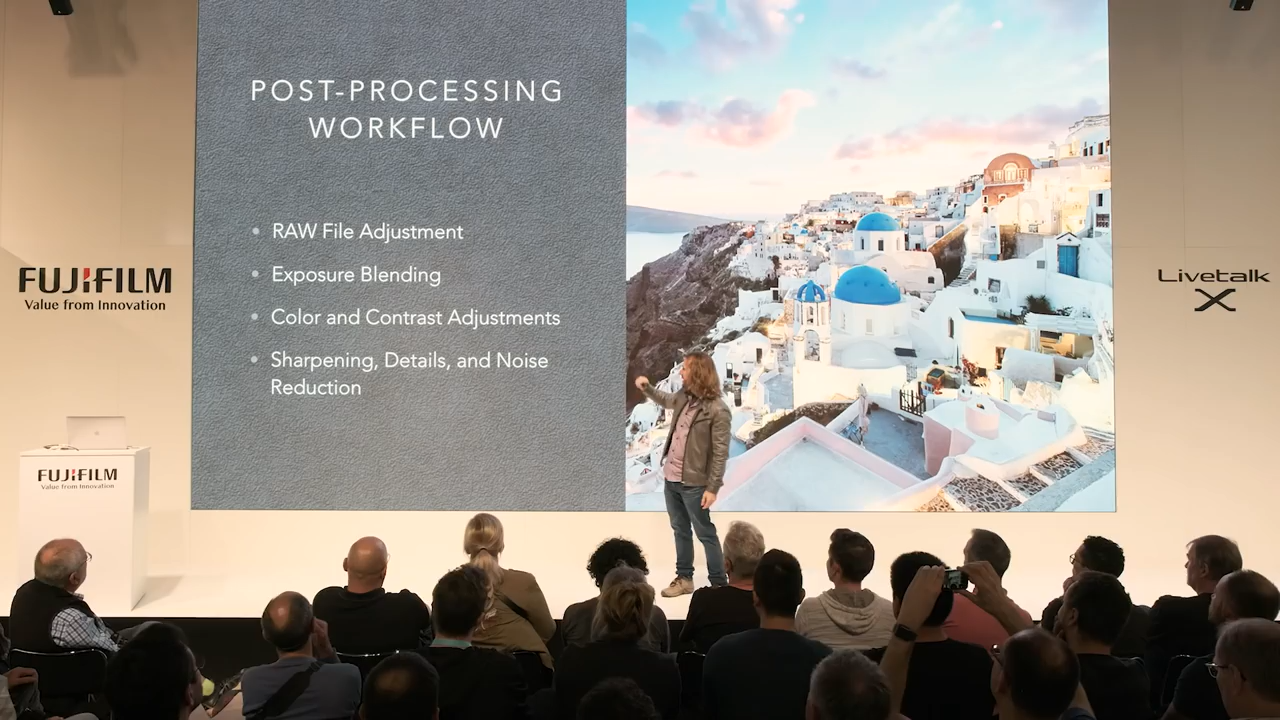 POST-PROCESSING
WORKFLOW
• RAW File Adjustment
• Exposure Blending
• Color and Contrast Adjustments
• Sharpening, Details, and Noise
Reduction
FUJIFILM
Value from Innovation
Livetalk
X
FUJIFILM
Value from Innovation